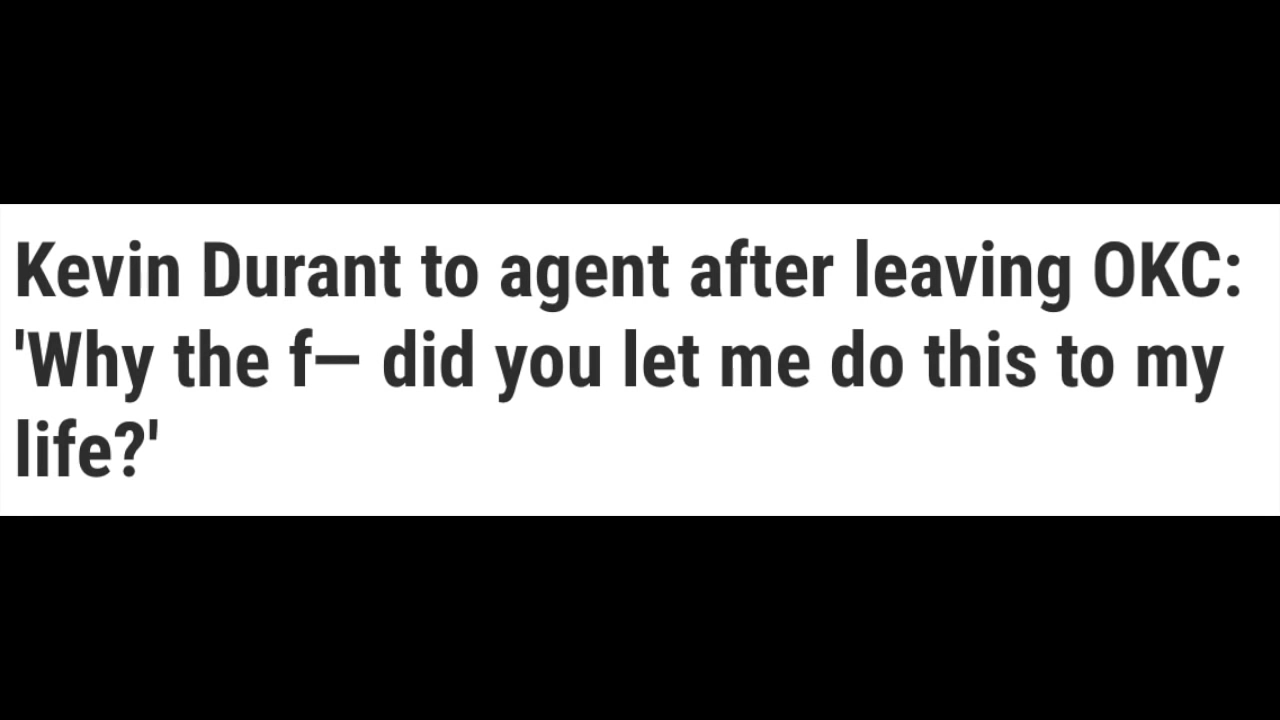 Kevin Durant to agent after leaving OKC:
'Why the f— did you let me do this to my
life?'